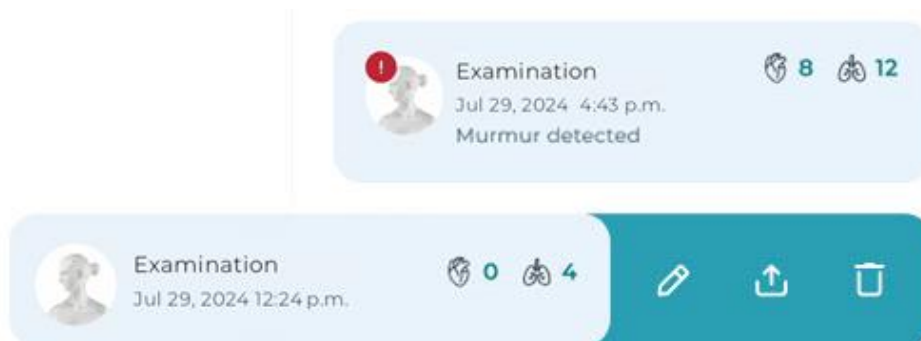 !
Examination
8 12
Jul 29, 2024 4:43 p.m.
Murmur detected
Examination
0 4
Jul 29, 2024 12:24 p.m.